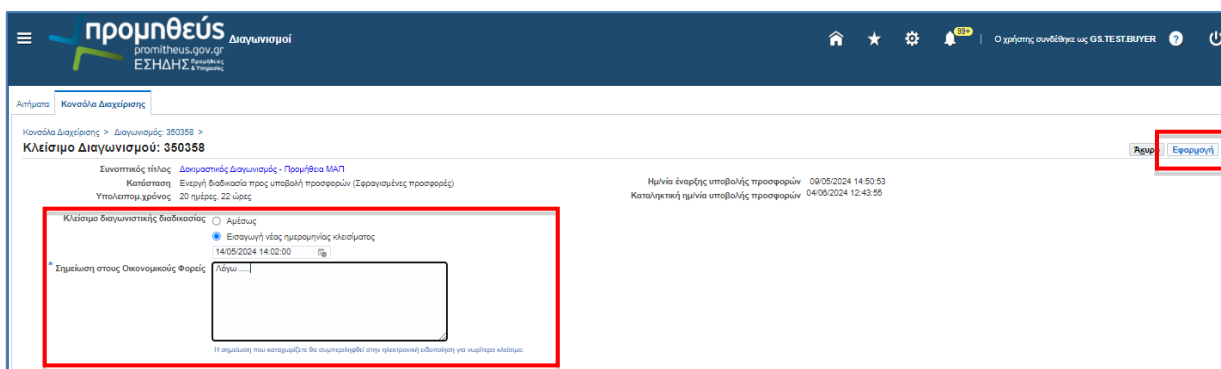 προμηθεύς Διαγωνισμοί
promitheus.gov.gr
ΕΣΗΔΗΣ Προμήθειες & Υπηρεσίες
99+ Ο χρήστης συνδέθηκε ως GS.TEST.BUYER ?
Αιτήματα Κονσόλα Διαχείρισης
Κονσόλα Διαχείρισης > Διαγωνισμός: 350358 >
Κλείσιμο Διαγωνισμού: 350358
Άκυρο Εφαρμογή
Συνοπτικός τίτλος Δοκιμαστικός Διαγωνισμός - Προμήθεια ΜΑΠ
Κατάσταση Ενεργή διαδικασία προς υποβολή προσφορών (Σφραγισμένες προσφορές)
Υπολειπομ.χρόνος 20 ημέρες, 22 ώρες
Ημ/νία έναρξης υποβολής προσφορών 09/05/2024 14:50:53
Καταληκτική ημ/νία υποβολής προσφορών 04/06/2024 12:43:55
Κλείσιμο διαγωνιστικής διαδικασίας Αμέσως
Εισαγωγή νέας ημερομηνίας κλεισίματος
14/05/2024 14:02:00
* Σημείωση στους Οικονομικούς Φορείς Λόγω .....
Η σημείωση που καταχωρίζετε θα συμπεριληφθεί στην ηλεκτρονική ειδοποίηση για νωρίτερο κλείσιμο.